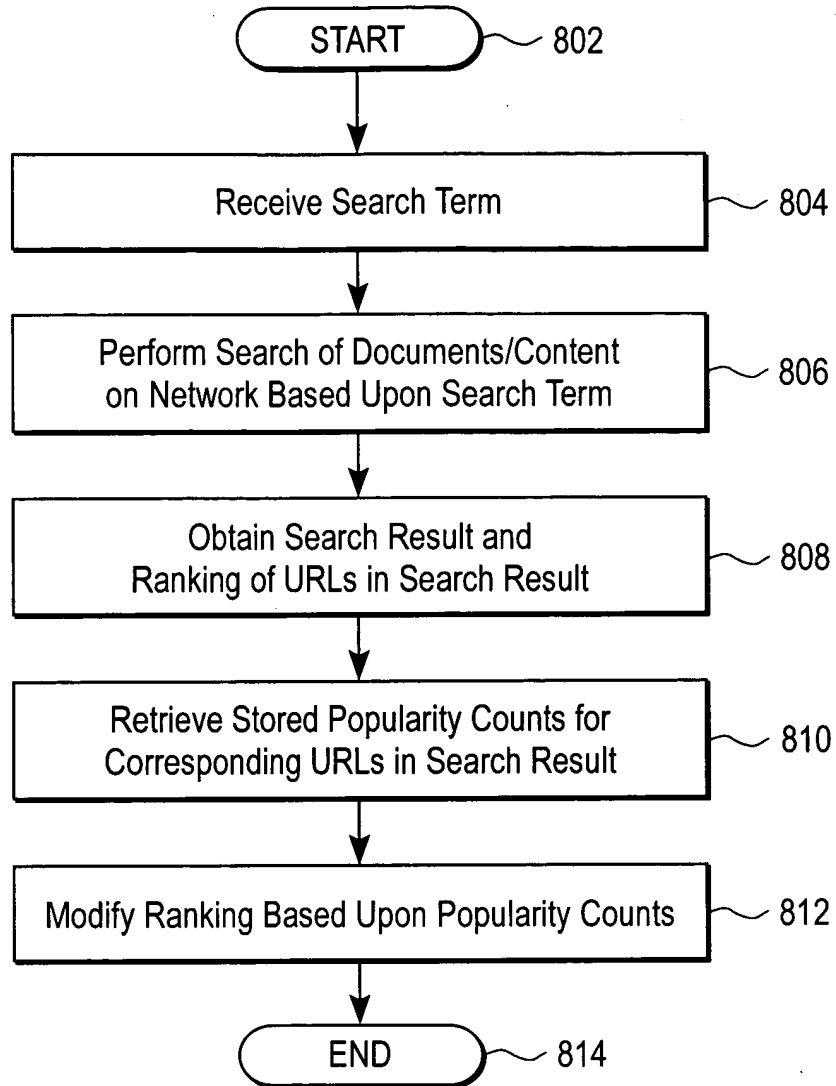 START
802
Receive Search Term
804
Perform Search of Documents/Content
on Network Based Upon Search Term
806
Obtain Search Result and
Ranking of URLs in Search Result
808
Retrieve Stored Popularity Counts for
Corresponding URLs in Search Result
810
Modify Ranking Based Upon Popularity Counts
812
END
814